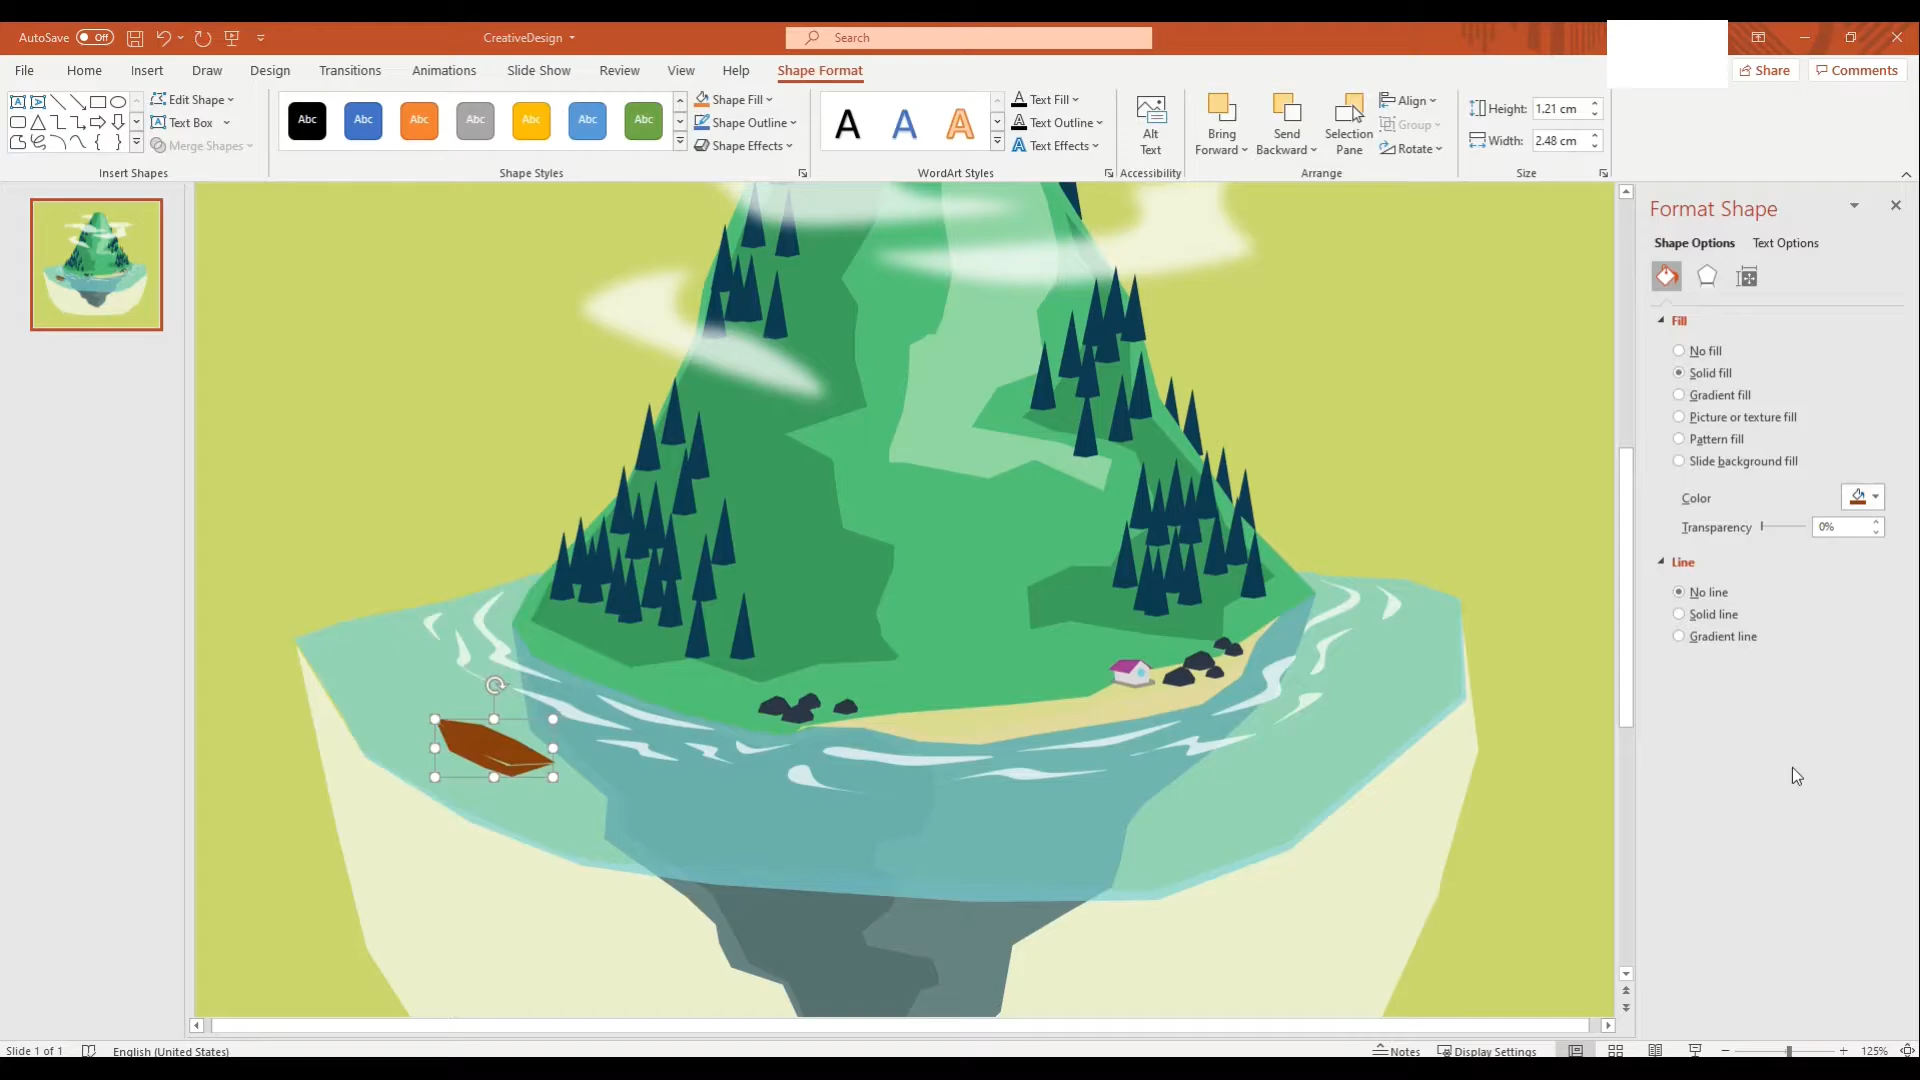 AutoSave Off CreativeDesign Search
File Home Insert Draw Design Transitions Animations Slide Show Review View Help Shape Format Share Comments
Edit Shape
Text Box
Merge Shapes
Insert Shapes
Abc Abc Abc Abc Abc Abc Abc
Shape Fill
Shape Outline
Shape Effects
Shape Styles
A A A
Text Fill
Text Outline
Text Effects
WordArt Styles
Alt
Text
Accessibility
Bring
Forward
Send
Backward
Selection
Pane
Align
Group
Rotate
Arrange
Height: 1.21 cm
Width: 2.48 cm
Size
Format Shape
Shape Options Text Options
Fill
No fill
Solid fill
Gradient fill
Picture or texture fill
Pattern fill
Slide background fill
Color
Transparency 0%
Line
No line
Solid line
Gradient line
Slide 1 of 1 English (United States) Notes Display Settings 125%